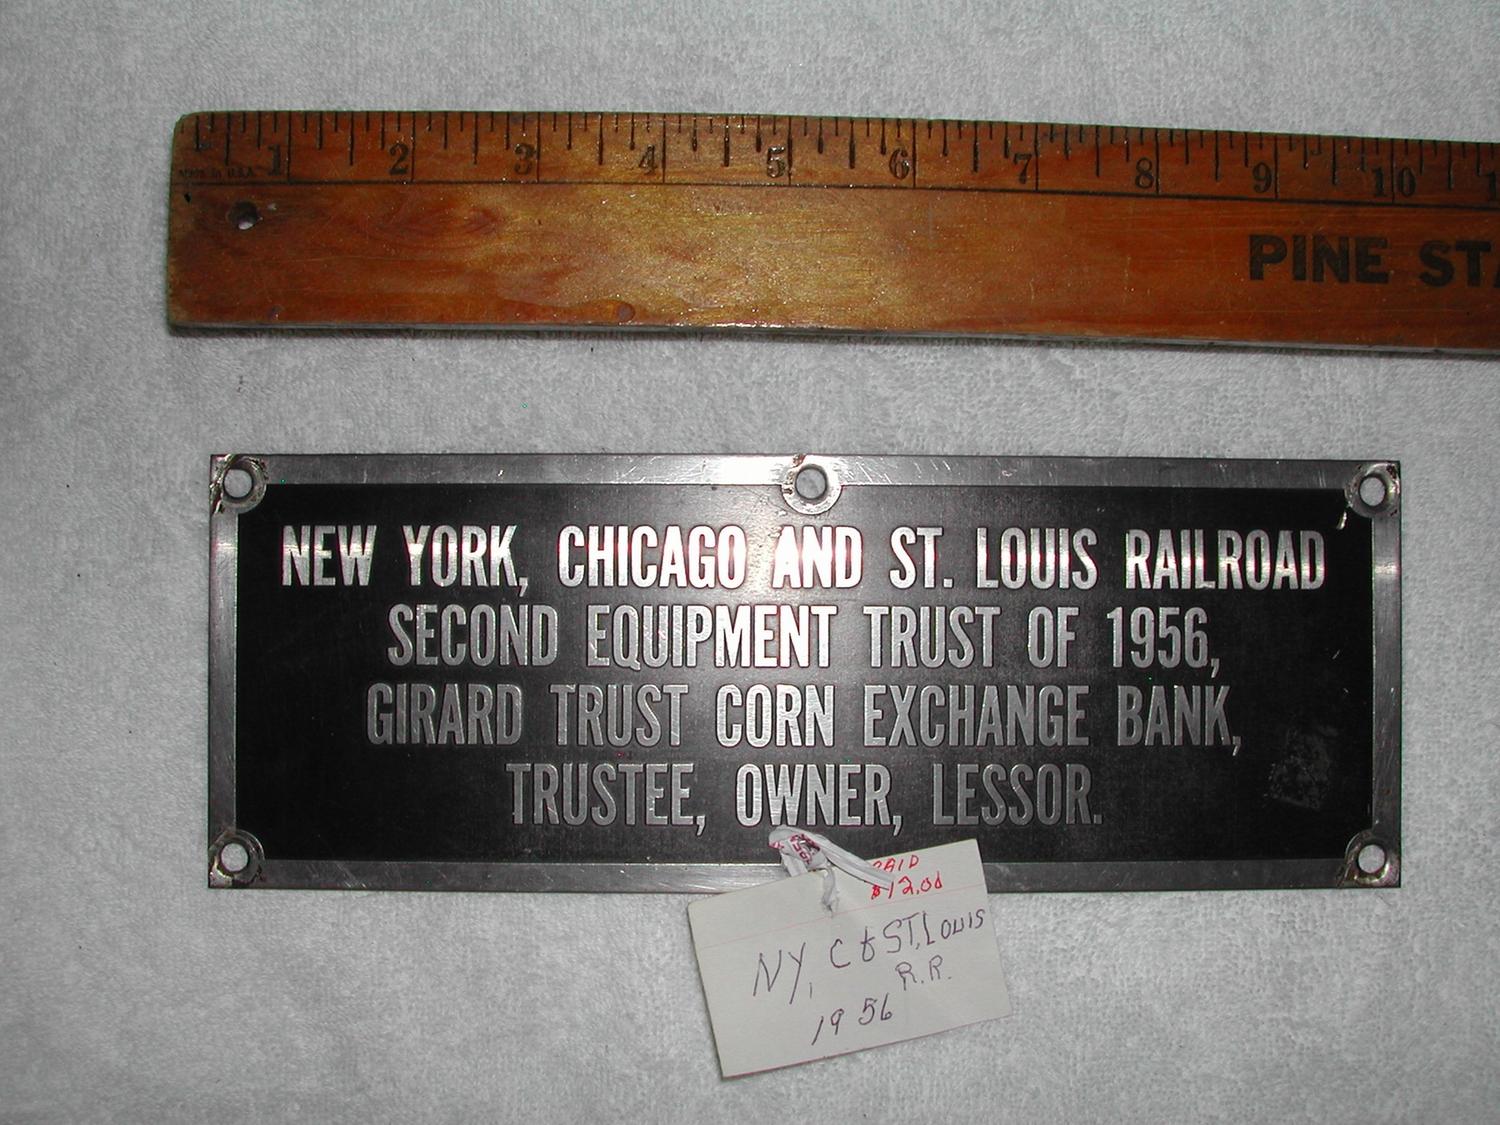 1 2 3 4 5 6 7 8 9 10
MADE IN U.S.A.
PINE
NEW YORK, CHICAGO AND ST. LOUIS RAILROAD
SECOND EQUIPMENT TRUST OF 1956,
GIRARD TRUST CORN EXCHANGE BANK,
TRUSTEE, OWNER, LESSOR.
PAID
$12.00
NY, C & ST. LOUIS
R.R.
1956